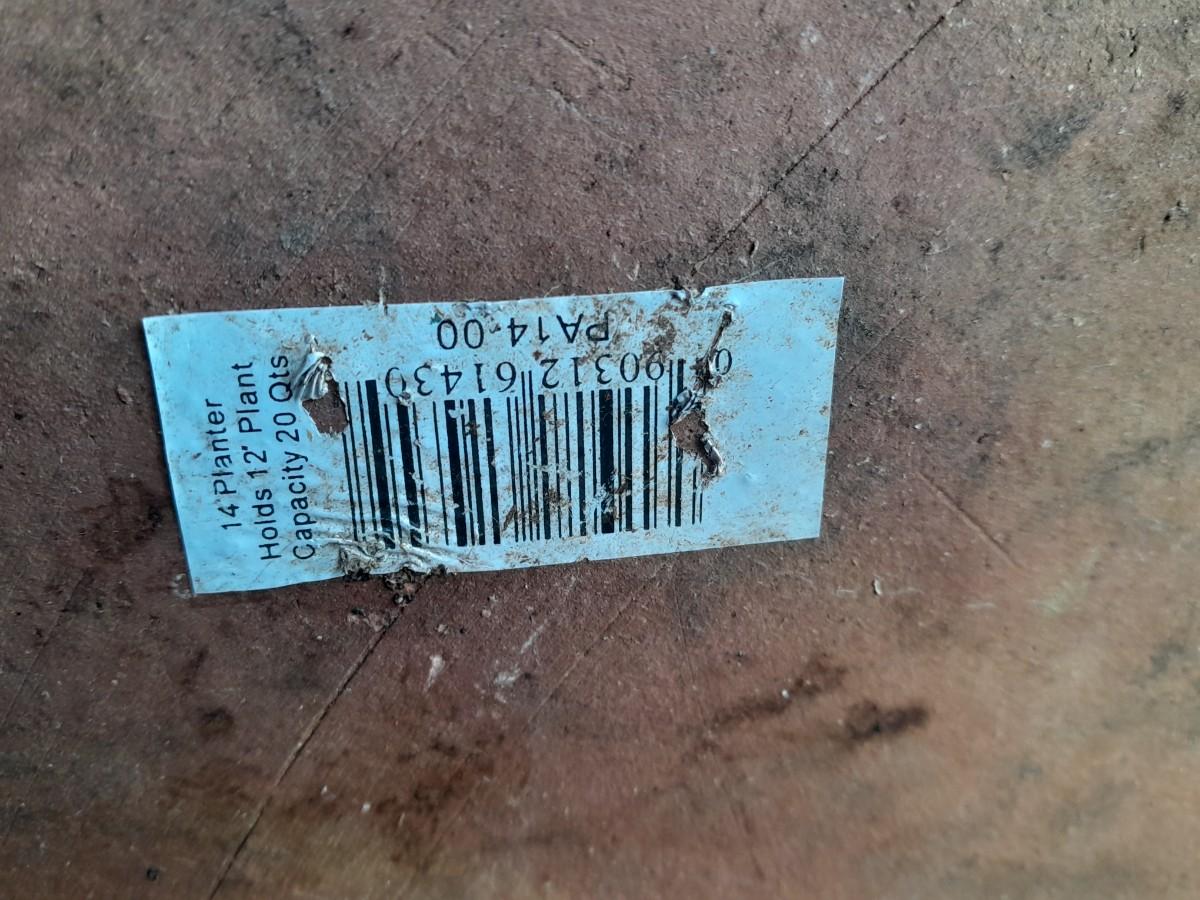 14" Planter
Holds 12" Plant
Capacity 20 Qts
PA14-00
0 90312 61430